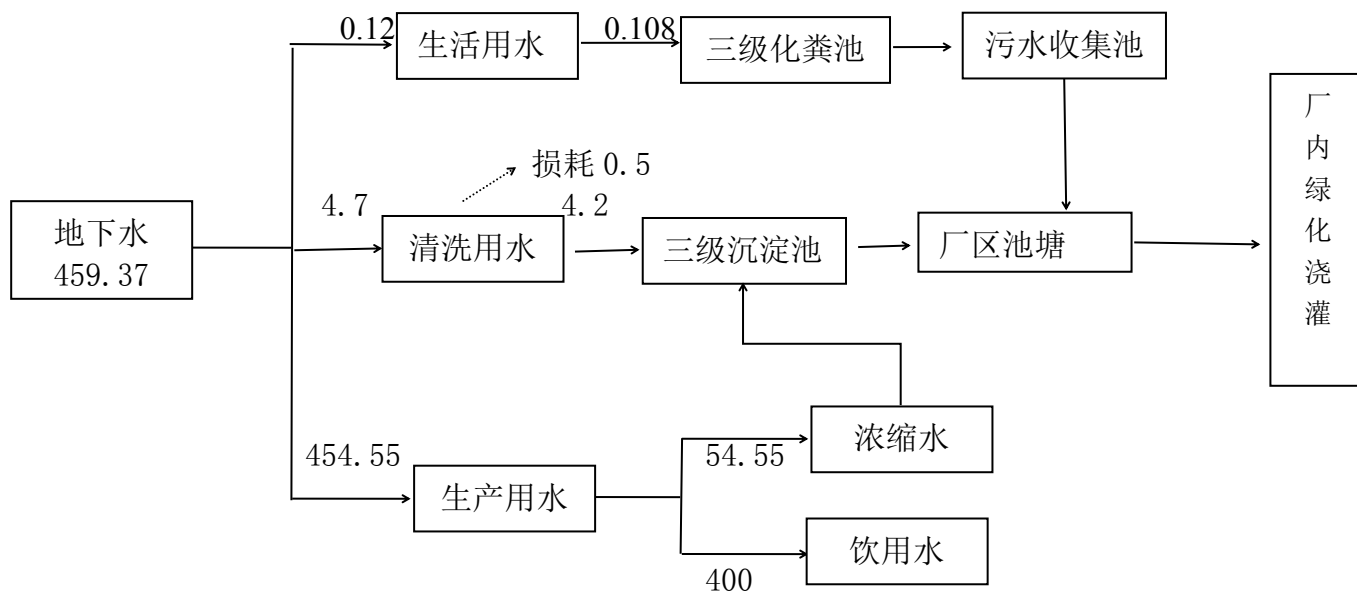 0.12
生活用水
0.108
三级化粪池
污水收集池
厂
内
绿
化
浇
灌
损耗 0.5
4.7
4.2
地下水
459.37
清洗用水
三级沉淀池
厂区池塘
454.55
生产用水
54.55
浓缩水
饮用水
400